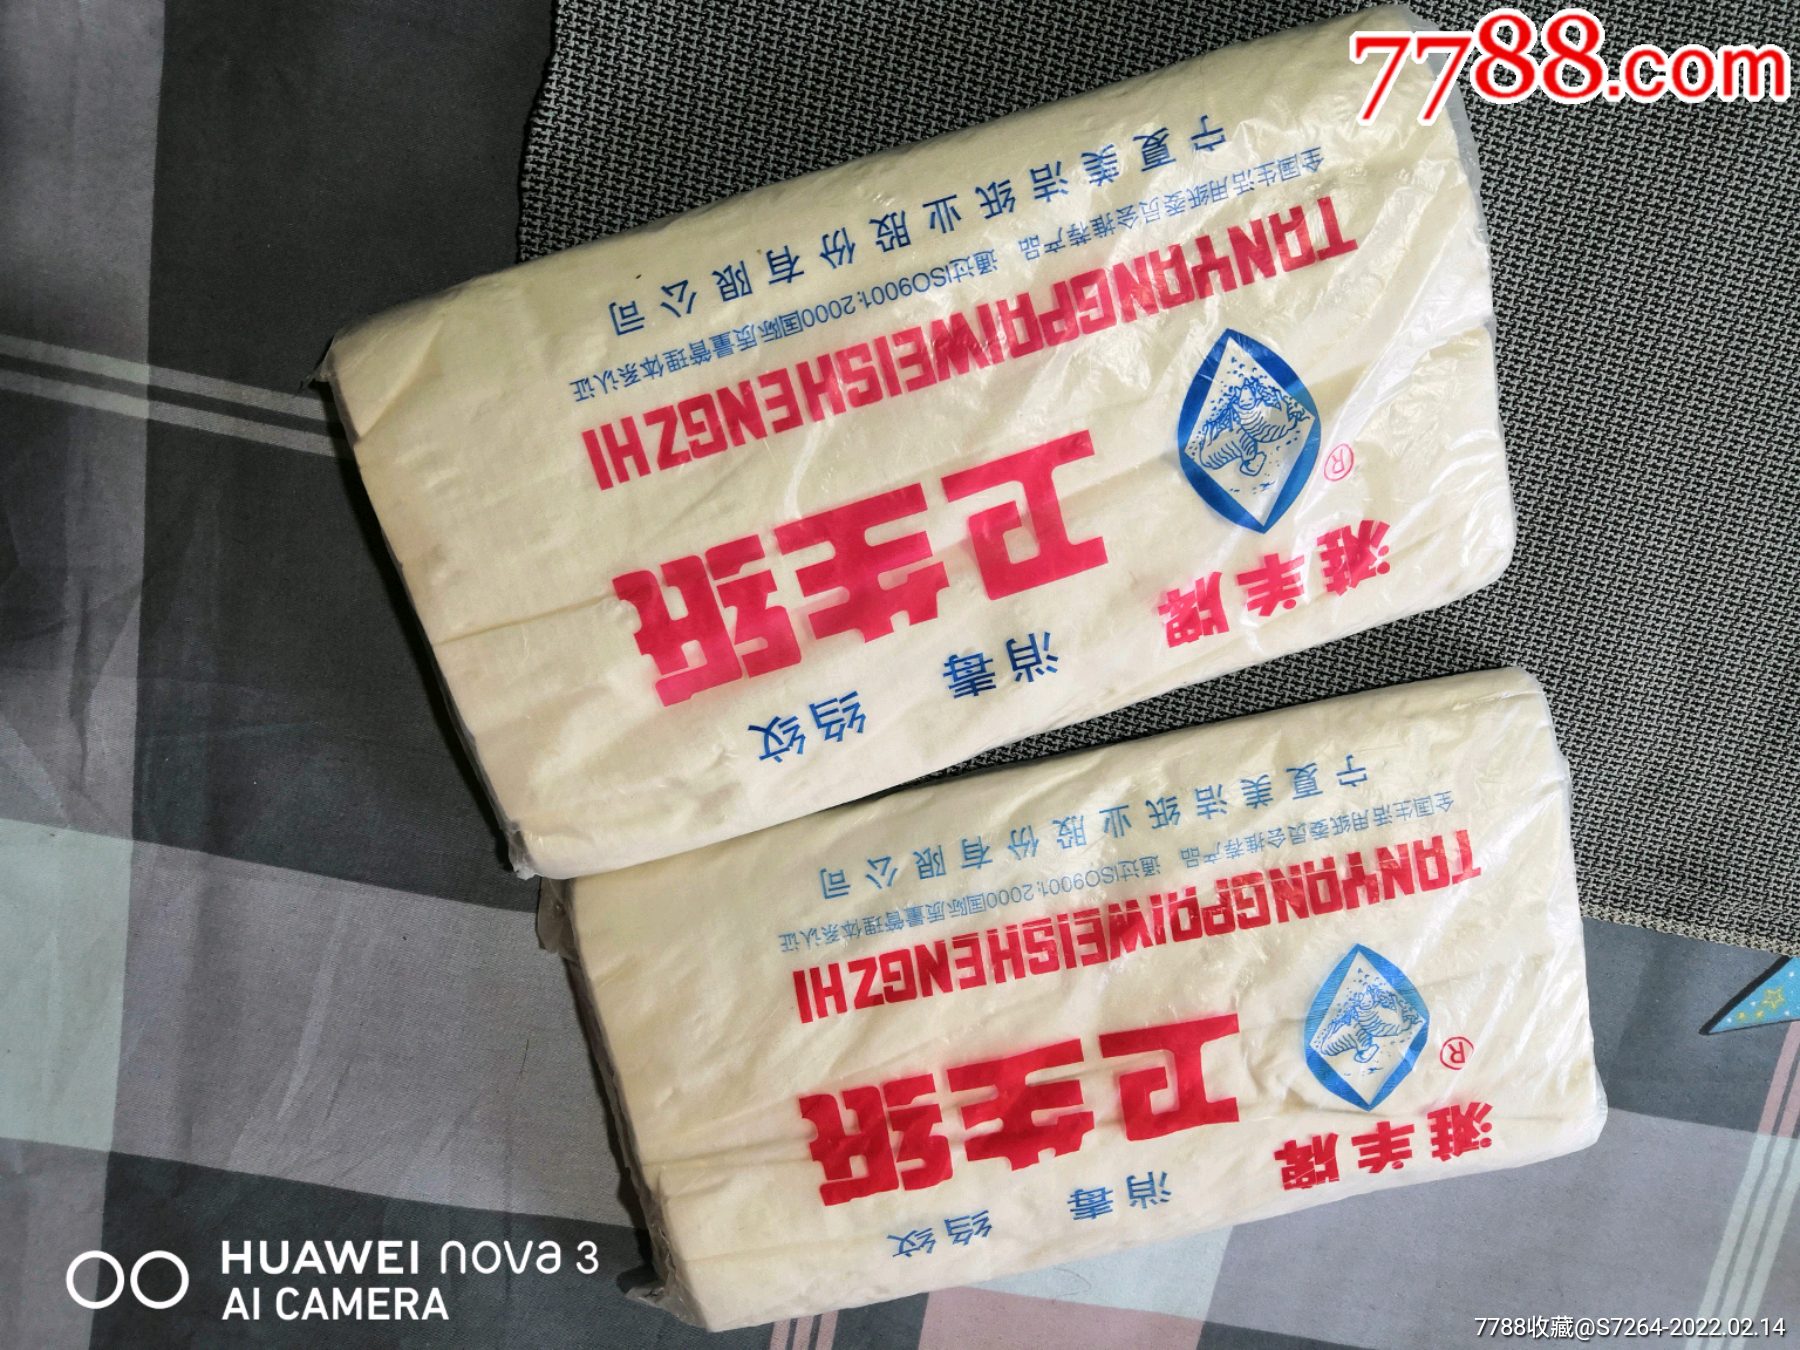 7788.com
滩羊牌 消毒 绉纹
®
卫生纸
TANYANGPAIWEISHENGZHI
全国生活用纸委员会推荐产品 通过ISO9001:2000国际质量管理体系认证
宁夏美洁纸业股份有限公司
滩羊牌 消毒 绉纹
®
卫生纸
TANYANGPAIWEISHENGZHI
全国生活用纸委员会推荐产品 通过ISO9001:2000国际质量管理体系认证
宁夏美洁纸业股份有限公司
HUAWEI nova 3
AI CAMERA
7788收藏@S7264-2022.02.14